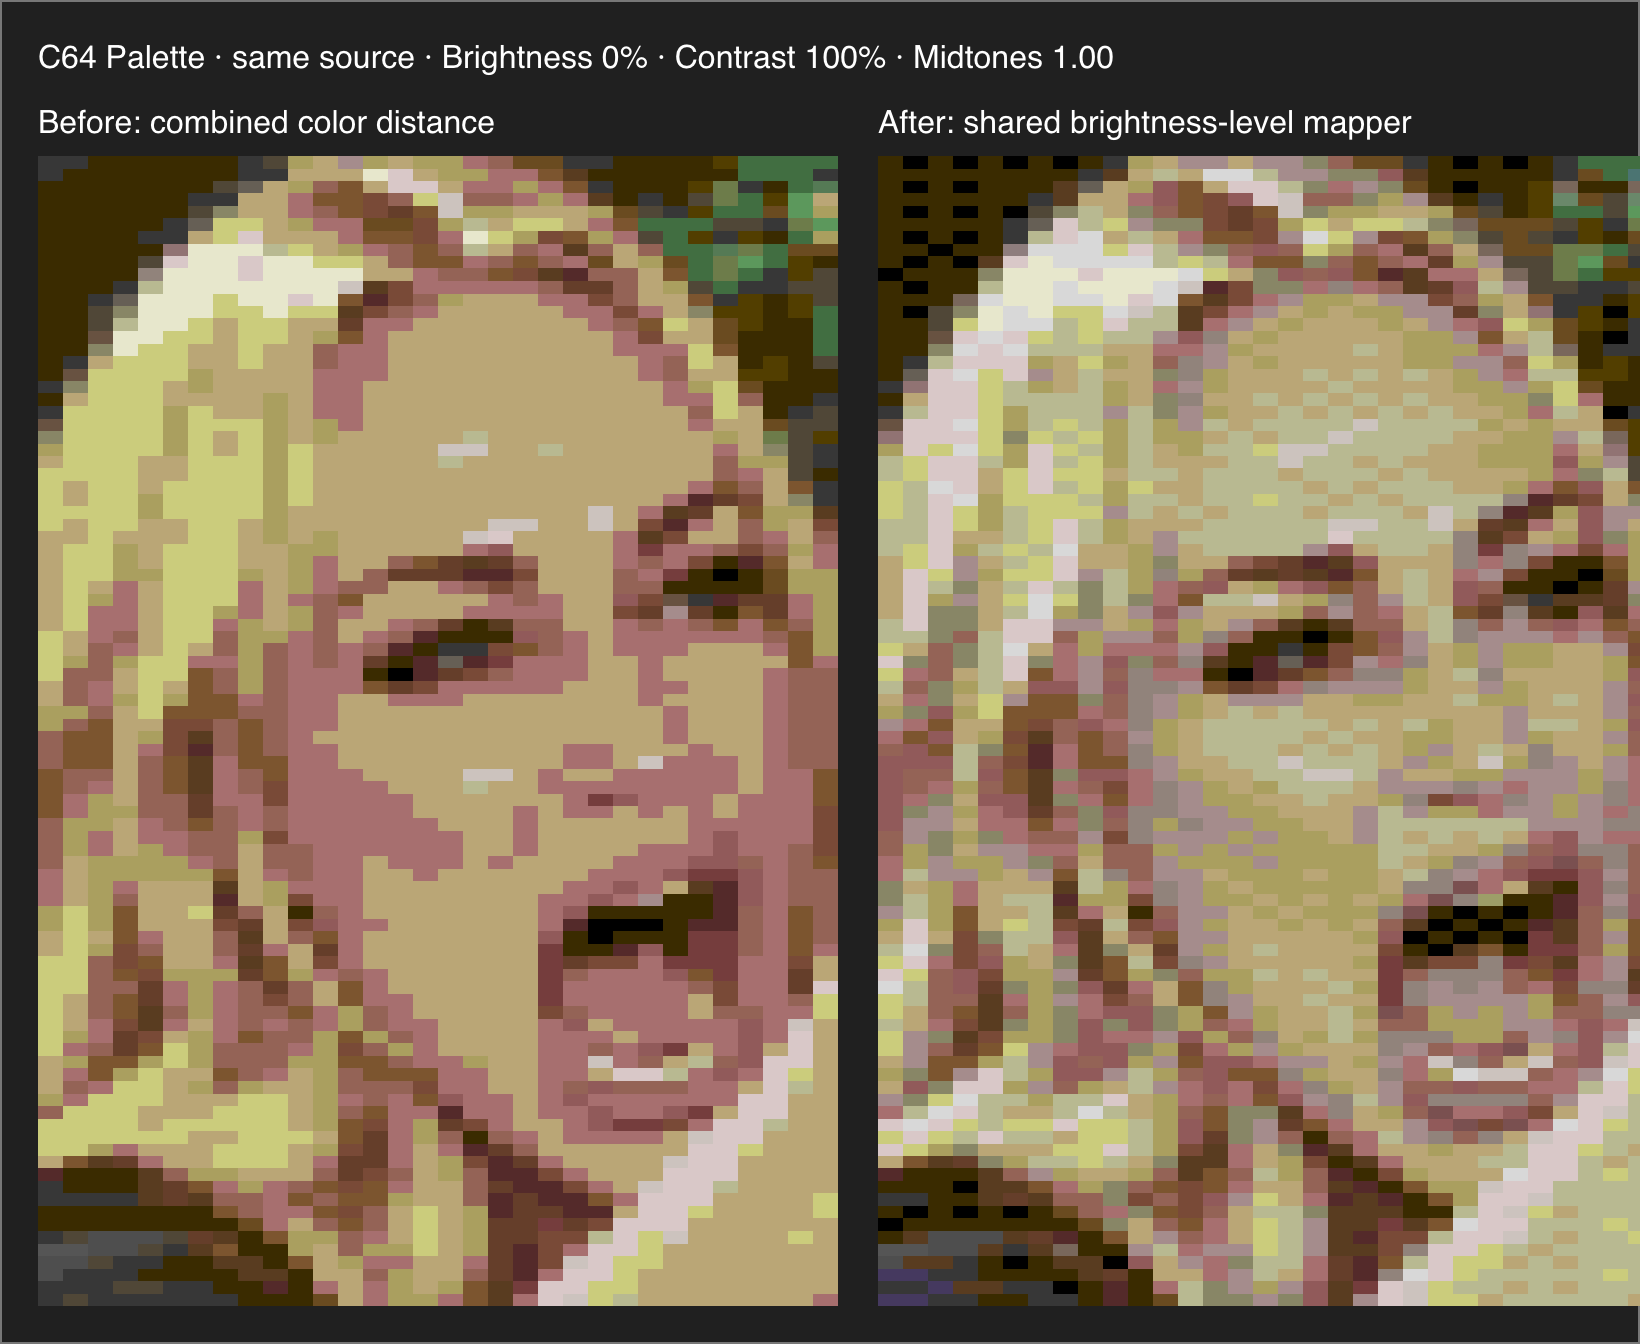 C64 Palette · same source · Brightness 0% · Contrast 100% · Midtones 1.00
Before: combined color distance
After: shared brightness-level mapper